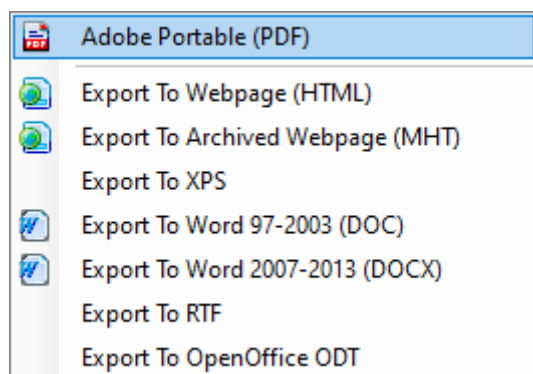 Adobe Portable (PDF)
Export To Webpage (HTML)
Export To Archived Webpage (MHT)
Export To XPS
Export To Word 97-2003 (DOC)
Export To Word 2007-2013 (DOCX)
Export To RTF
Export To OpenOffice ODT